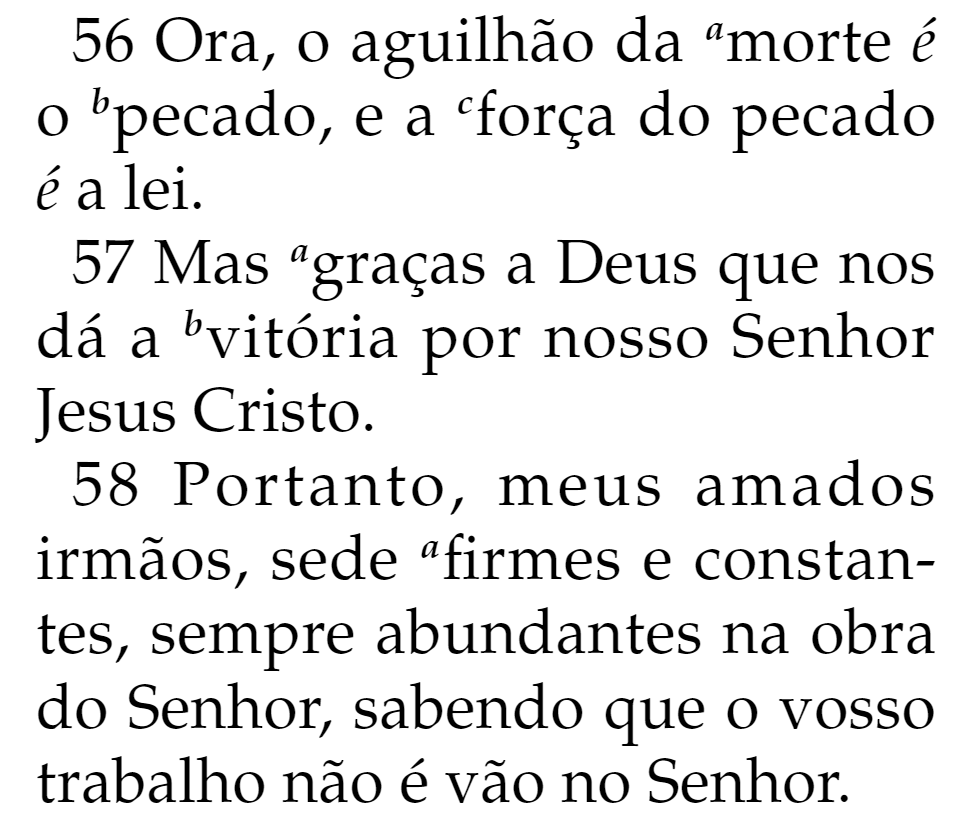 56 Ora, o aguilhão da ᵃmorte é
o ᵇpecado, e a ᶜforça do pecado
é a lei.
57 Mas ᵃgraças a Deus que nos
dá a ᵇvitória por nosso Senhor
Jesus Cristo.
58 Portanto, meus amados
irmãos, sede ᵃfirmes e constan-
tes, sempre abundantes na obra
do Senhor, sabendo que o vosso
trabalho não é vão no Senhor.